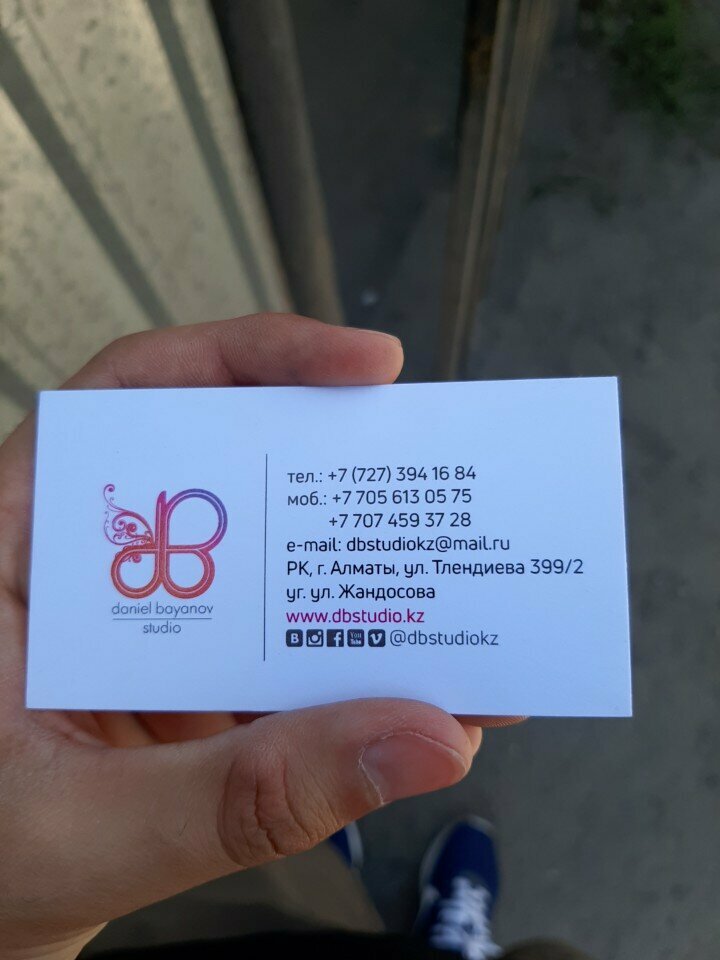 daniel bayanov
studio
тел.: +7 (727) 394 16 84
моб.: +7 705 613 05 75
+7 707 459 37 28
e-mail: dbstudiokz@mail.ru
РК, г. Алматы, ул. Тлендиева 399/2
уг. ул. Жандосова
www.dbstudio.kz
@dbstudiokz